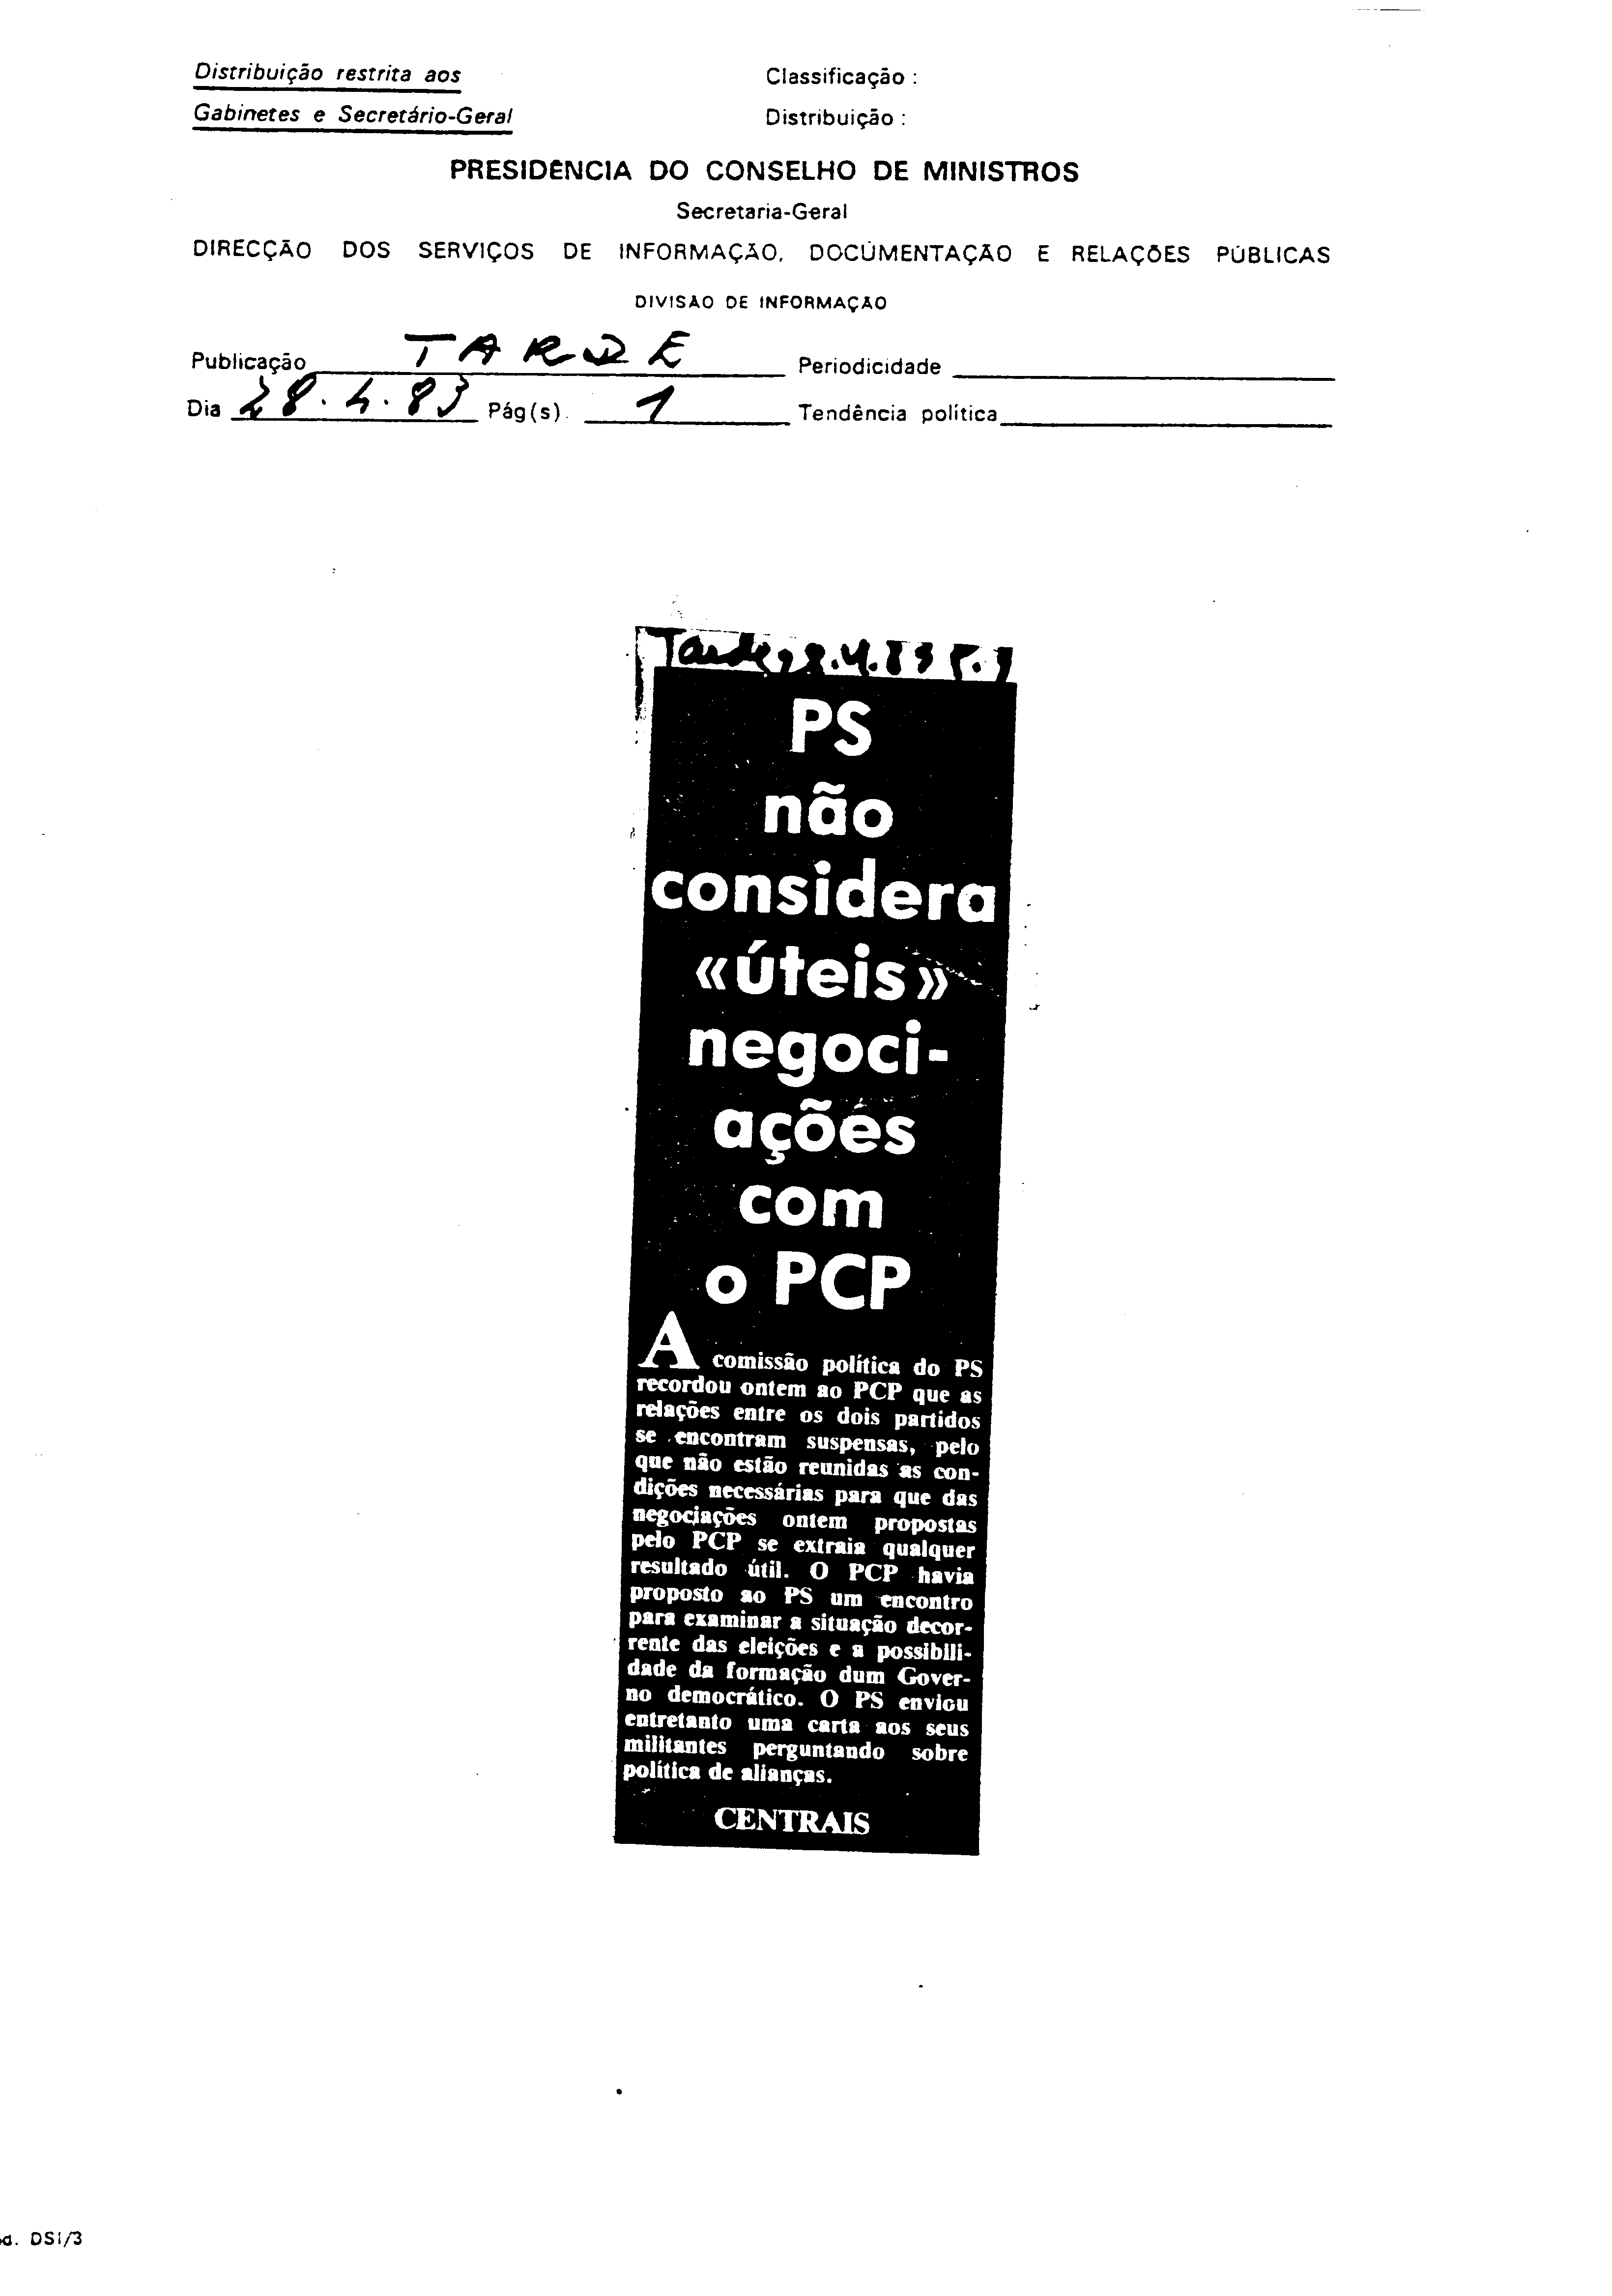 Distribuição restrita aos
Gabinetes e Secretário-Geral
Classificação :
Distribuição :
PRESIDÊNCIA DO CONSELHO DE MINISTROS
Secretaria-Geral
DIRECÇÃO DOS SERVIÇOS DE INFORMAÇÃO, DOCUMENTAÇÃO E RELAÇÕES PÚBLICAS
DIVISÃO DE INFORMAÇÃO
Publicação TARDE Periodicidade
Dia 28.4.83 Pág(s). 1 Tendência política
Tarde 28.4.83 P.1
PS
não
considera
«úteis»
negoci-
ações
com
o PCP
A comissão política do PS
recordou ontem ao PCP que as
relações entre os dois partidos
se encontram suspensas, pelo
que não estão reunidas as con-
dições necessárias para que das
negociações ontem propostas
pelo PCP se extraia qualquer
resultado útil. O PCP havia
proposto ao PS um encontro
para examinar a situação decor-
rente das eleições e a possibili-
dade da formação dum Gover-
no democrático. O PS enviou
entretanto uma carta aos seus
militantes perguntando sobre
política de alianças.
CENTRAIS
DSI/3